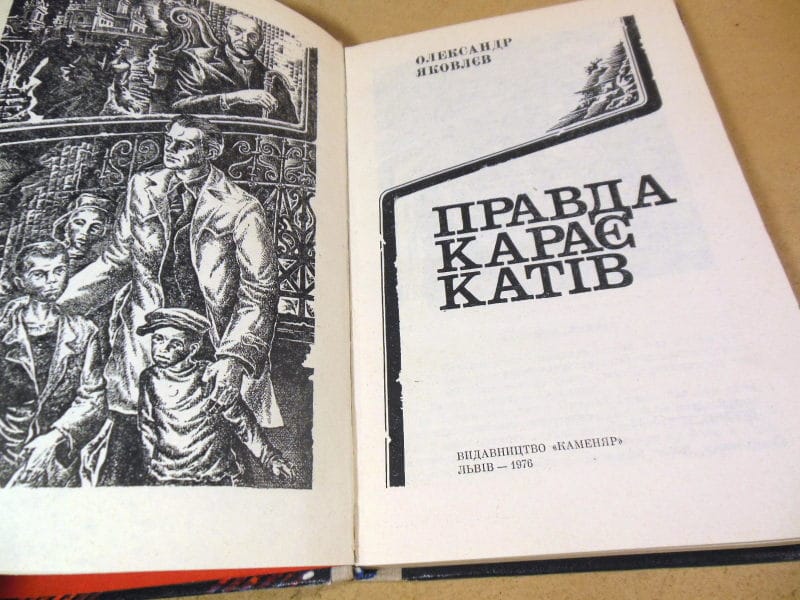 ОЛЕКСАНДР
ЯКОВЛЄВ
ПРАВДА
КАРАЄ
КАТІВ
ВИДАВНИЦТВО «КАМЕНЯР»
ЛЬВІВ — 1976